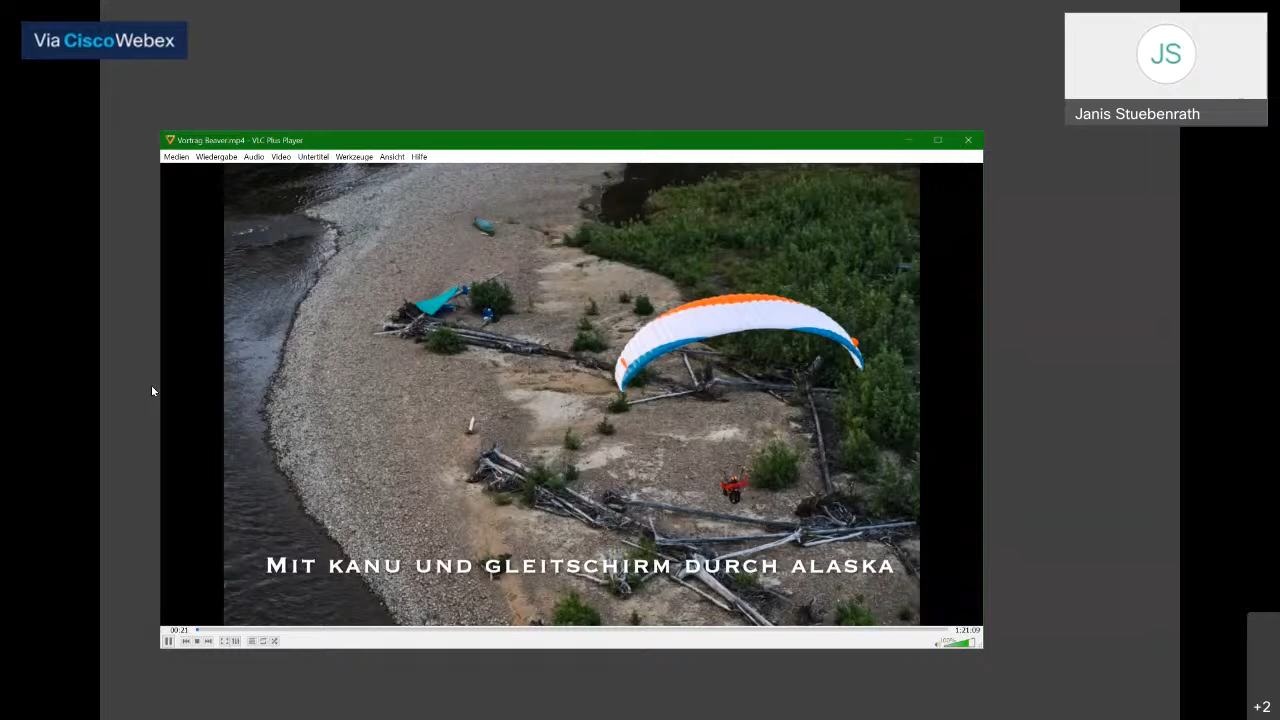 Via CiscoWebex
JS
Janis Stuebenrath
Vortrag Beaver.mp4 - VLC Plus Player
Medien Wiedergabe Audio Video Untertitel Werkzeuge Ansicht Hilfe
MIT KANU UND GLEITSCHIRM DURCH ALASKA
00:21
1:21:09
100%
+2